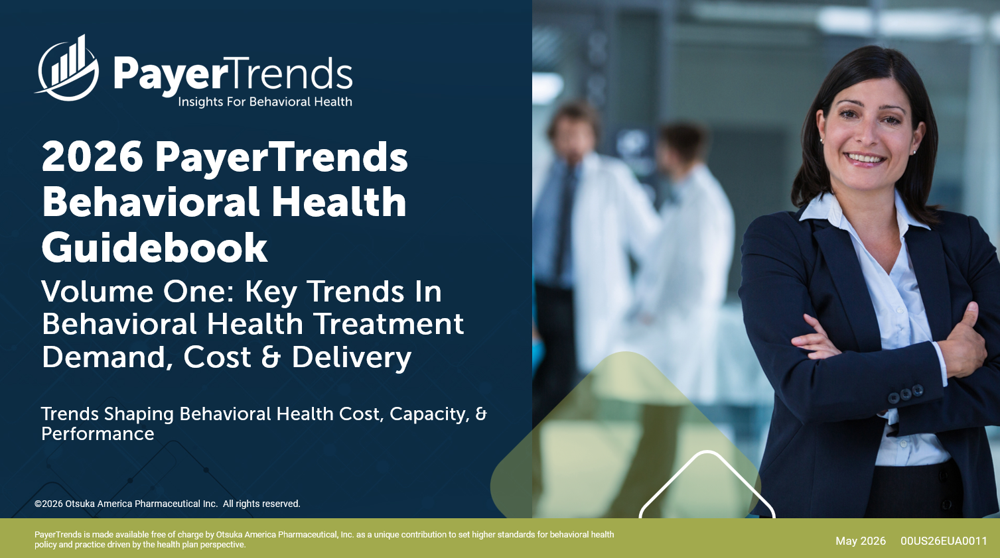 PayerTrends
Insights For Behavioral Health
2026 PayerTrends
Behavioral Health
Guidebook
Volume One: Key Trends In
Behavioral Health Treatment
Demand, Cost & Delivery
Trends Shaping Behavioral Health Cost, Capacity, &
Performance
©2026 Otsuka America Pharmaceutical Inc.  All rights reserved.
PayerTrends is made available free of charge by Otsuka America Pharmaceutical, Inc. as a unique contribution to set higher standards for behavioral health
policy and practice driven by the health plan perspective.
May 2026 00US26EUA0011